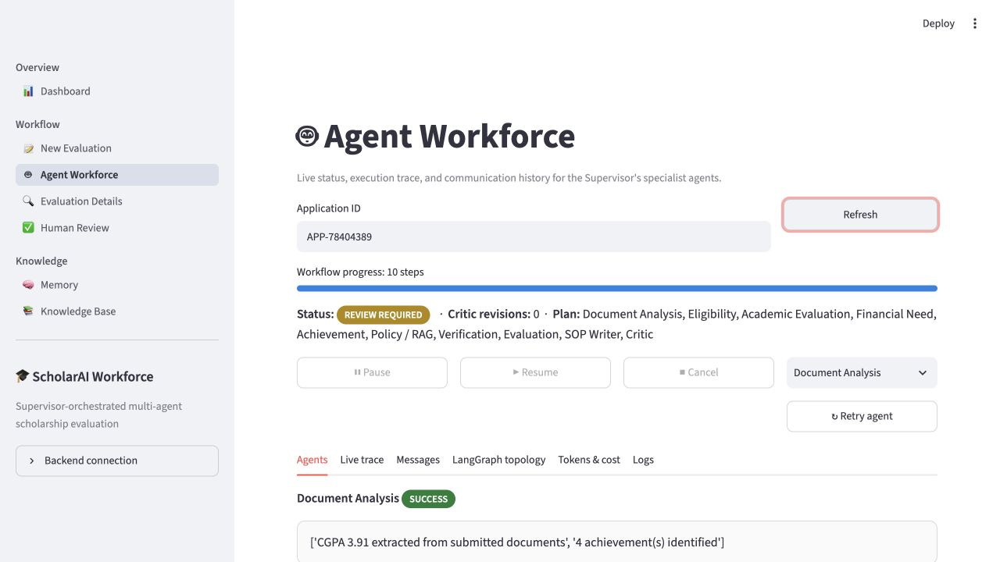 Deploy
Overview
Dashboard
Workflow
New Evaluation
Agent Workforce
Evaluation Details
Human Review
Knowledge
Memory
Knowledge Base
ScholarAI Workforce
Supervisor-orchestrated multi-agent
scholarship evaluation
Backend connection
Agent Workforce
Live status, execution trace, and communication history for the Supervisor's specialist agents.
Application ID
Refresh
APP-78404389
Workflow progress: 10 steps
Status: REVIEW REQUIRED · Critic revisions: 0 · Plan: Document Analysis, Eligibility, Academic Evaluation, Financial Need,
Achievement, Policy / RAG, Verification, Evaluation, SOP Writer, Critic
Pause
Resume
Cancel
Document Analysis
↻ Retry agent
Agents
Live trace
Messages
LangGraph topology
Tokens & cost
Logs
Document Analysis SUCCESS
['CGPA 3.91 extracted from submitted documents', '4 achievement(s) identified']